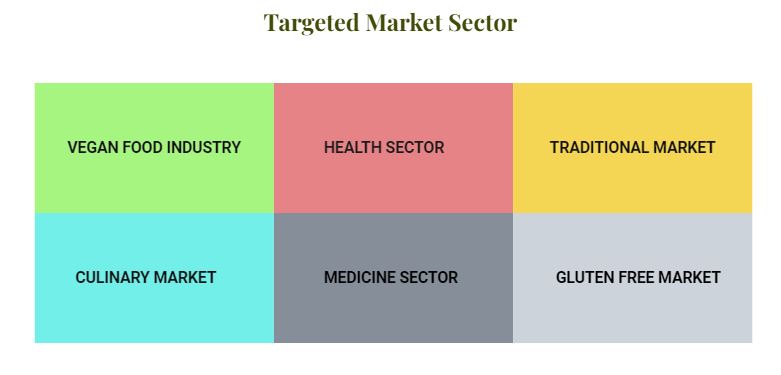 Targeted Market Sector
VEGAN FOOD INDUSTRY
HEALTH SECTOR
TRADITIONAL MARKET
CULINARY MARKET
MEDICINE SECTOR
GLUTEN FREE MARKET